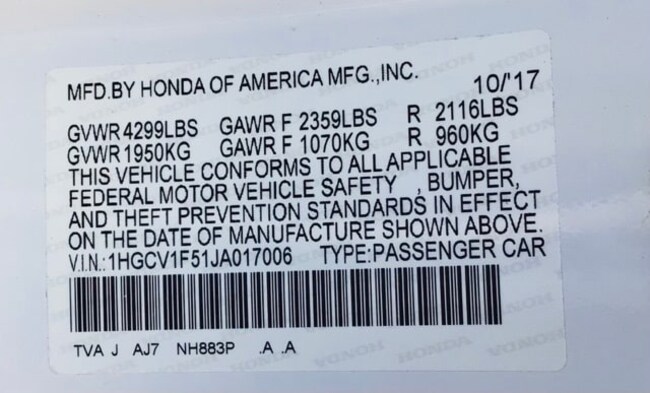 MFD.BY HONDA OF AMERICA MFG.,INC. 10/'17
GVWR 4299LBS GAWR F 2359LBS R 2116LBS
GVWR 1950KG GAWR F 1070KG R 960KG
THIS VEHICLE CONFORMS TO ALL APPLICABLE
FEDERAL MOTOR VEHICLE SAFETY , BUMPER,
AND THEFT PREVENTION STANDARDS IN EFFECT
ON THE DATE OF MANUFACTURE SHOWN ABOVE.
V.I.N.:1HGCV1F51JA017006 TYPE:PASSENGER CAR
TVA J AJ7 NH883P .A .A